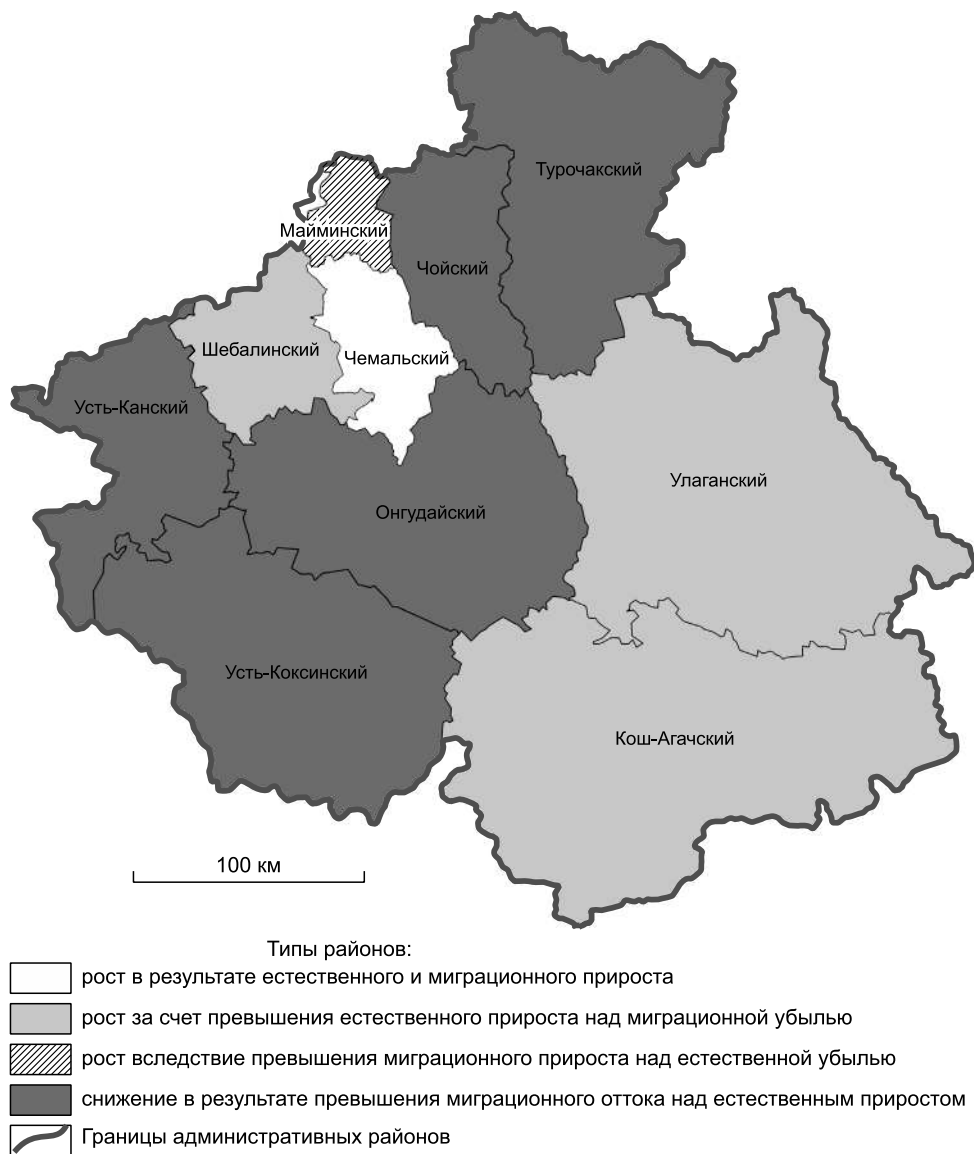 Турочакский
Майминский
Чойский
Шебалинский
Чемальский
Усть-Канский
Улаганский
Онгудайский
Усть-Коксинский
Кош-Агачский
100 км
Типы районов:
рост в результате естественного и миграционного прироста
рост за счет превышения естественного прироста над миграционной убылью
рост вследствие превышения миграционного прироста над естественной убылью
снижение в результате превышения миграционного оттока над естественным приростом
Границы административных районов